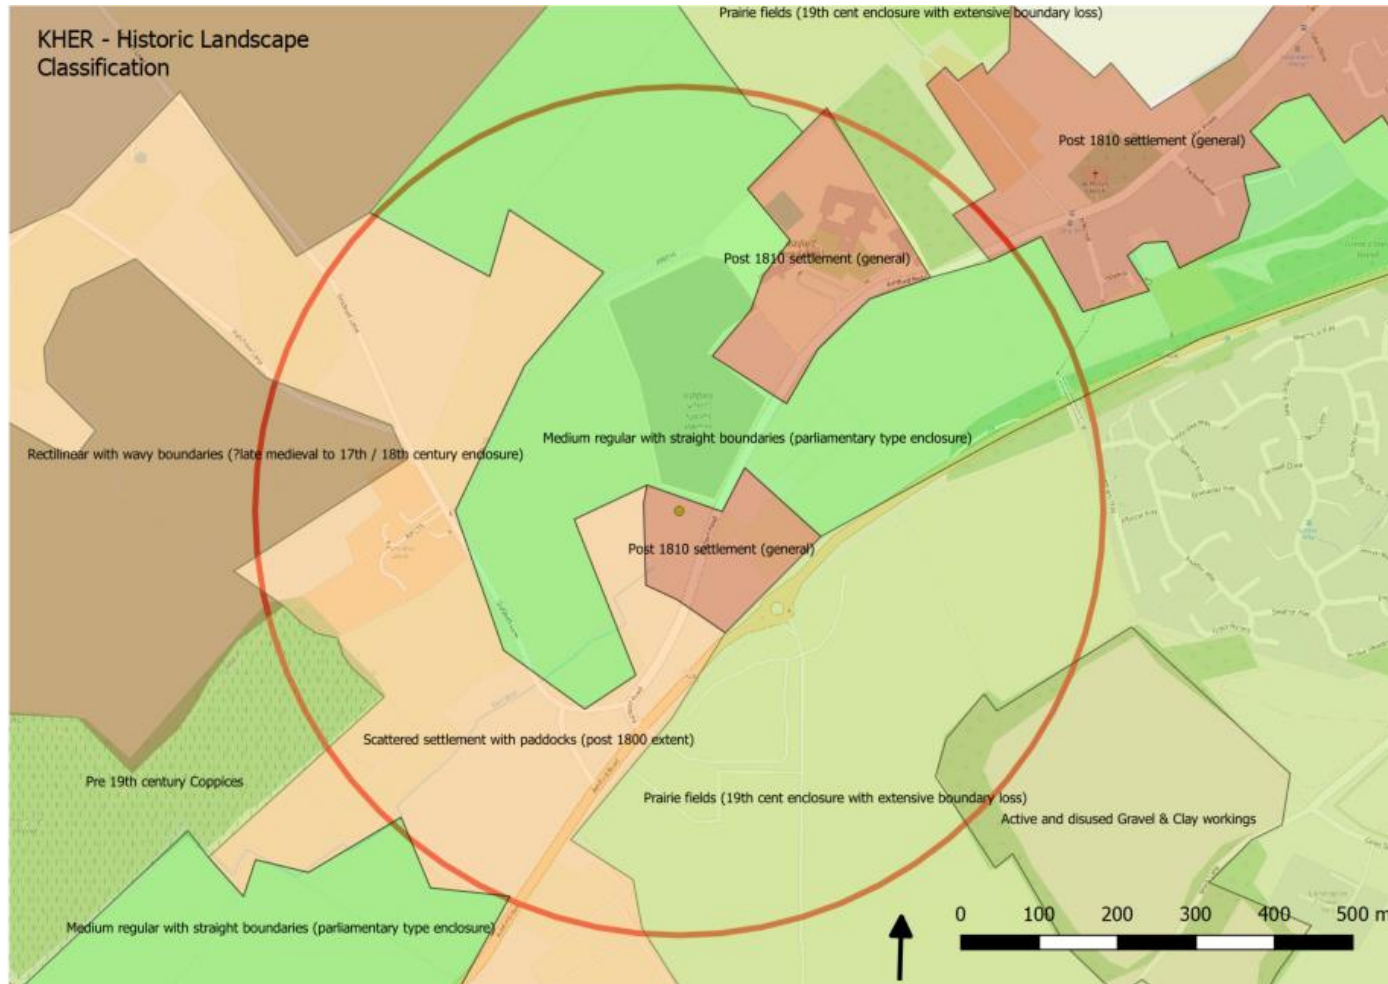 Prairie fields (19th cent enclosure with extensive boundary loss)
KHER - Historic Landscape
Classification
Post 1810 settlement (general)
Post 1810 settlement (general)
Medium regular with straight boundaries (parliamentary type enclosure)
Rectilinear with wavy boundaries (?late medieval to 17th / 18th century enclosure)
Post 1810 settlement (general)
Scattered settlement with paddocks (post 1800 extent)
Pre 19th century Coppices
Prairie fields (19th cent enclosure with extensive boundary loss)
Active and disused Gravel & Clay workings
Medium regular with straight boundaries (parliamentary type enclosure)
0 100 200 300 400 500 m